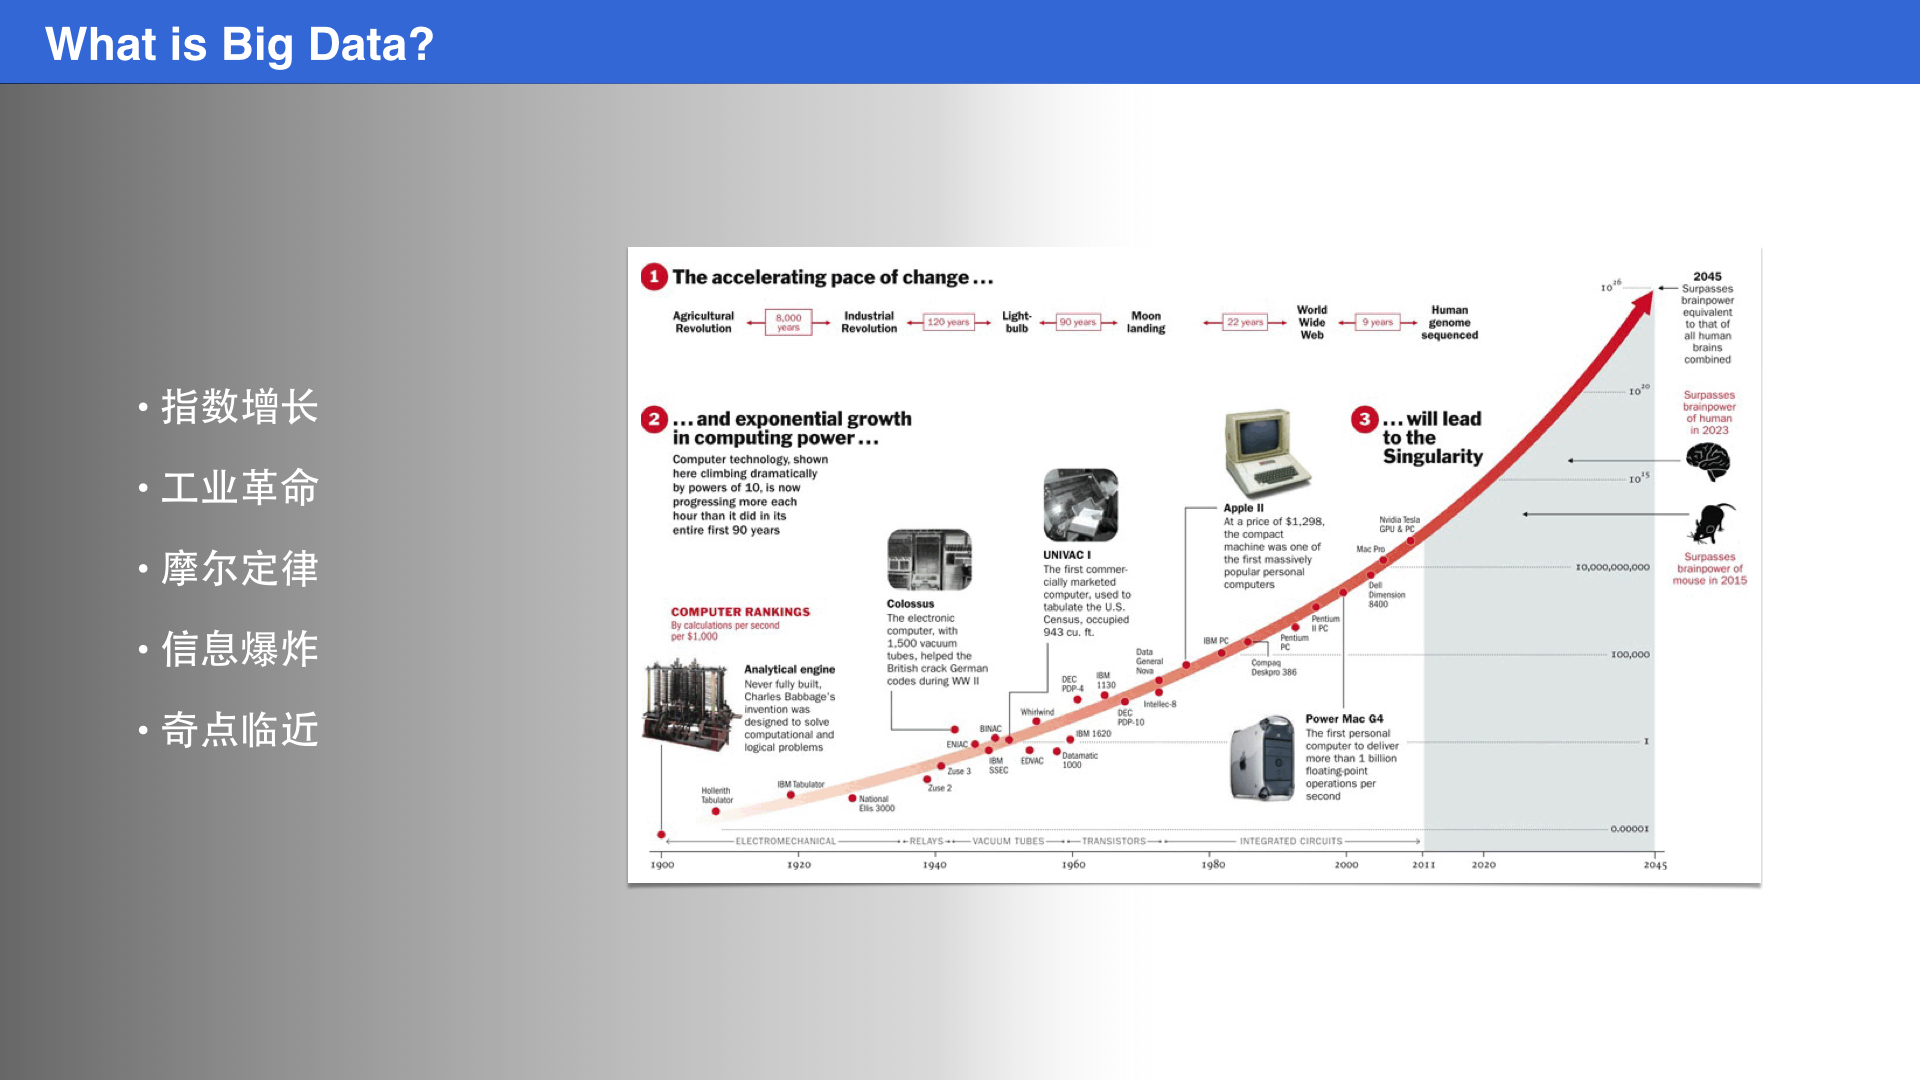 What is Big Data?
• 指数增长
• 工业革命
• 摩尔定律
• 信息爆炸
• 奇点临近
1 The accelerating pace of change ...
Agricultural
Revolution
8,000
years
Industrial
Revolution
120 years
Light-
bulb
90 years
Moon
landing
22 years
World
Wide
Web
9 years
Human
genome
sequenced
2 ... and exponential growth
in computing power ...
Computer technology, shown
here climbing dramatically
by powers of 10, is now
progressing more each
hour than it did in its
entire first 90 years
COMPUTER RANKINGS
By calculations per second
per $1,000
Analytical engine
Never fully built,
Charles Babbage's
invention was
designed to solve
computational and
logical problems
Colossus
The electronic
computer, with
1,500 vacuum
tubes, helped the
British crack German
codes during WW II
UNIVAC I
The first commer-
cially marketed
computer, used to
tabulate the U.S.
Census, occupied
943 cu. ft.
Apple II
At a price of $1,298,
the compact
machine was one of
the first massively
popular personal
computers
Power Mac G4
The first personal
computer to deliver
more than 1 billion
floating-point
operations per
second
3 ... will lead
to the
Singularity
2045
Surpasses
brainpower
equivalent
to that of
all human
brains
combined
Surpasses
brainpower
of human
in 2023
Surpasses
brainpower of
mouse in 2015
10^26
10^20
10^15
10,000,000,000
100,000
1
0.00001
Hollerith
Tabulator
IBM Tabulator
National
Ellis 3000
Zuse 2
Zuse 3
ENIAC
BINAC
IBM
SSEC
Whirlwind
EDVAC
Datamatic
1000
IBM 1620
DEC
PDP-4
IBM
1130
DEC
PDP-10
Data
General
Nova
Intellec-8
IBM PC
Compaq
Deskpro 386
Pentium
PC
Pentium
II PC
Dell
Dimension
8400
Mac Pro
Nvidia Tesla
GPU & PC
ELECTROMECHANICAL
RELAYS
VACUUM TUBES
TRANSISTORS
INTEGRATED CIRCUITS
1900
1920
1940
1960
1980
2000
2011
2020
2045